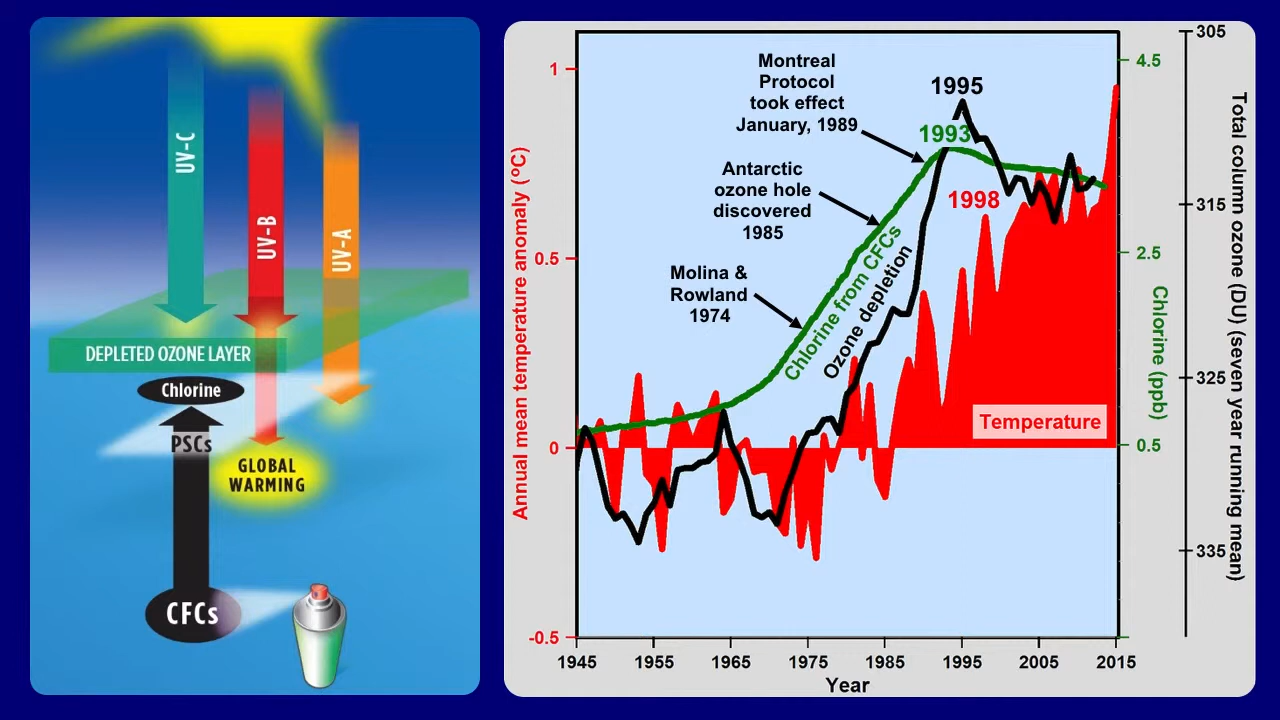 UV-C
UV-B
UV-A
DEPLETED OZONE LAYER
Chlorine
PSCs
GLOBAL
WARMING
CFCs
Annual mean temperature anomaly (ºC)
1
0.5
0
-0.5
Montreal
Protocol
took effect
January, 1989
Antarctic
ozone hole
discovered
1985
Molina &
Rowland
1974
1995
1993
1998
Chlorine from CFCs
Ozone depletion
Temperature
1945
1955
1965
1975
1985
1995
2005
2015
Year
4.5
2.5
0.5
Chlorine (ppb)
305
315
325
335
Total column ozone (DU) (seven year running mean)